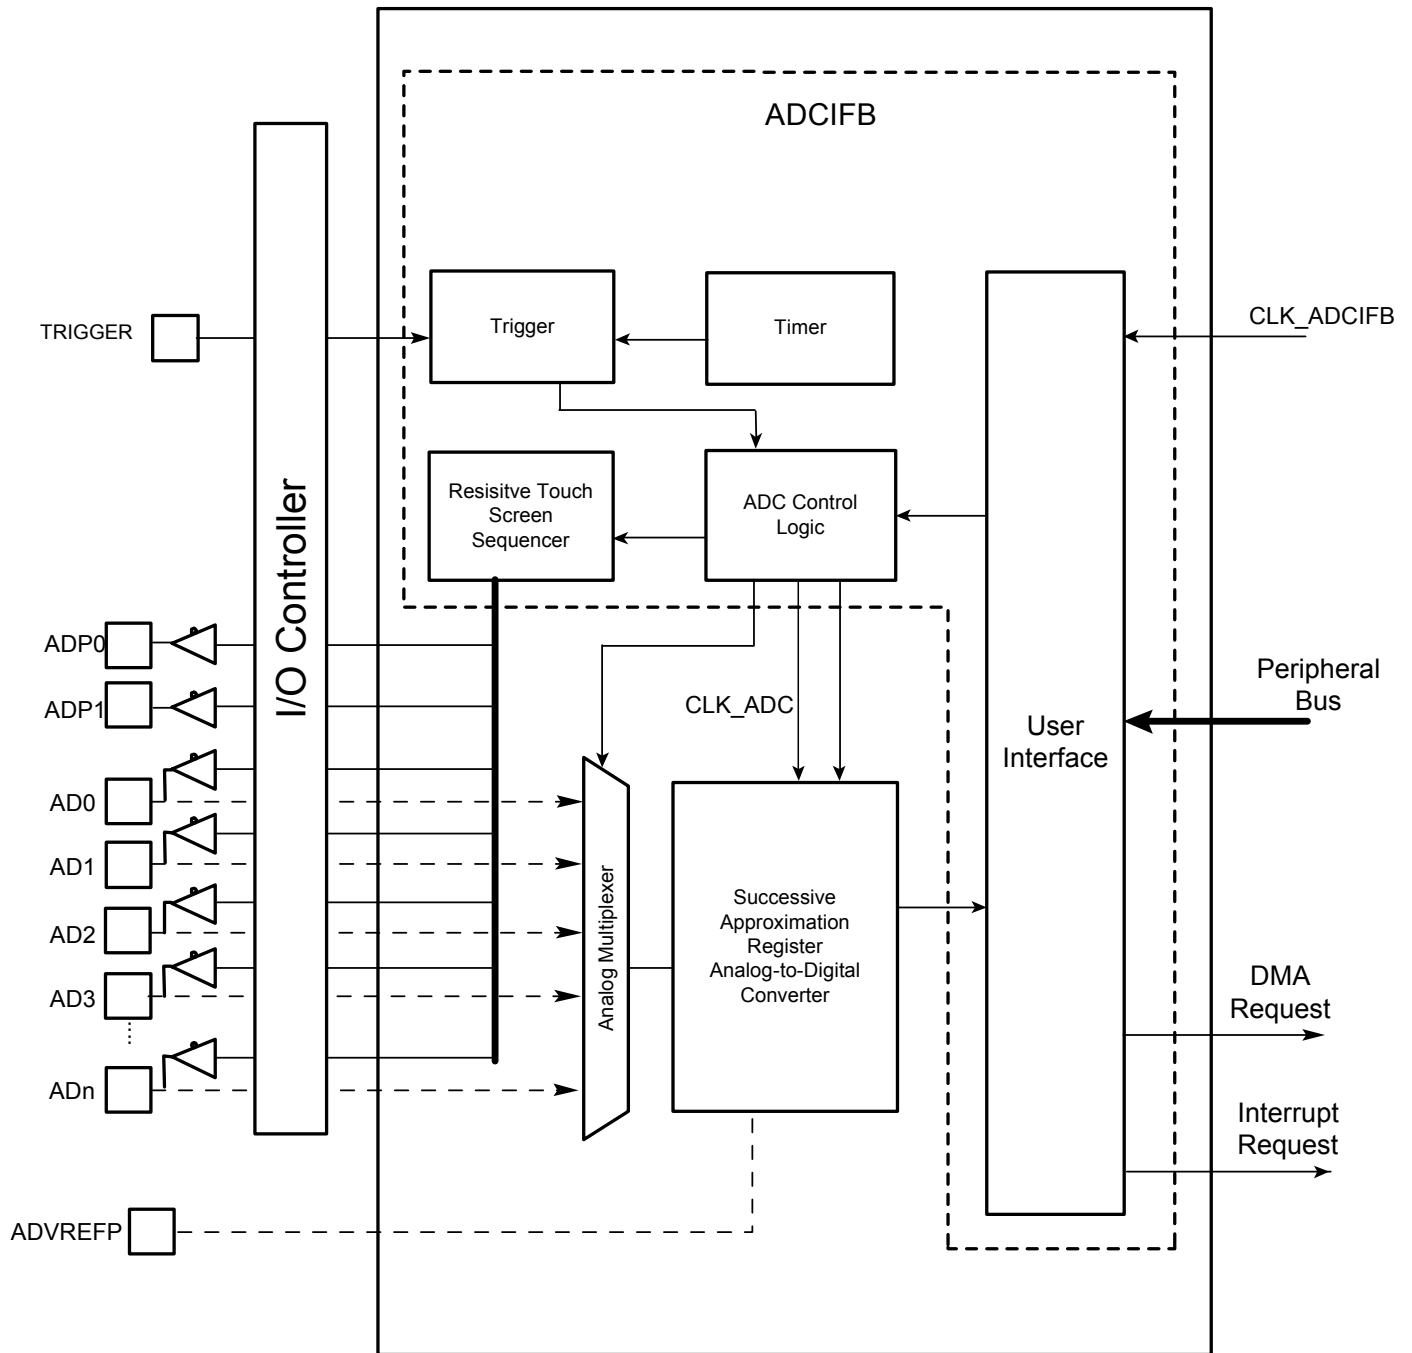 ADCIFB
TRIGGER
Trigger
Timer
CLK_ADCIFB
I/O Controller
Resisitve Touch
Screen
Sequencer
ADC Control
Logic
ADP0
ADP1
AD0
AD1
AD2
AD3
ADn
CLK_ADC
User
Interface
Peripheral
Bus
Analog Multiplexer
Successive
Approximation
Register
Analog-to-Digital
Converter
DMA
Request
Interrupt
Request
ADVREFP